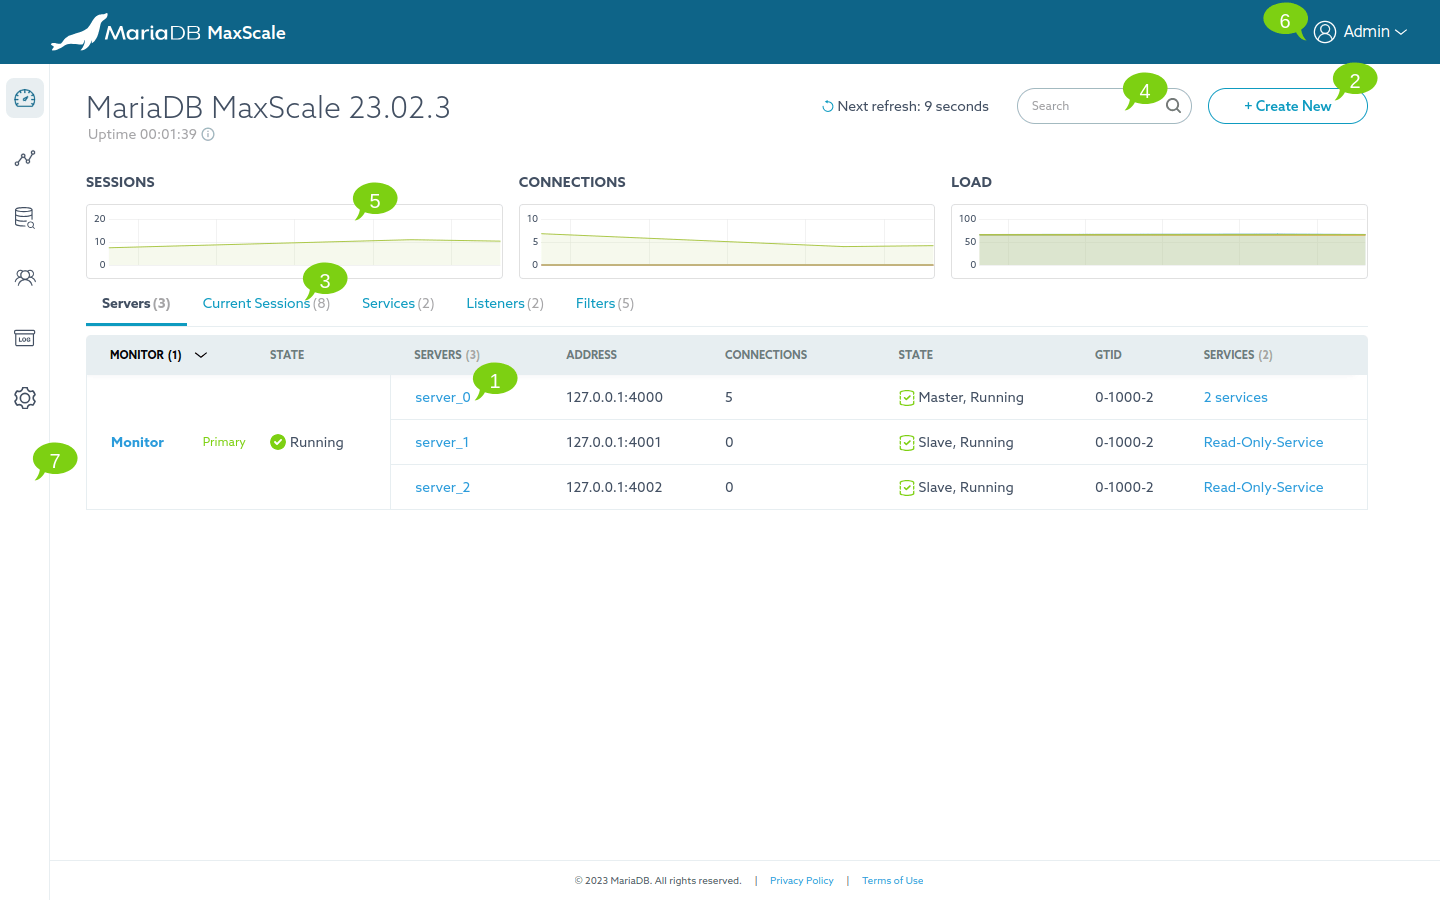 MariaDB MaxScale
6
Admin
MariaDB MaxScale 23.02.3
Uptime 00:01:39
Next refresh: 9 seconds
Search
4
+ Create New
2
SESSIONS
CONNECTIONS
LOAD
5
20
10
0
10
5
0
100
50
0
3
Servers (3)
Current Sessions (8)
Services (2)
Listeners (2)
Filters (5)
MONITOR (1) STATE SERVERS (3) ADDRESS CONNECTIONS STATE GTID SERVICES (2)
1
server_0 127.0.0.1:4000 5 Master, Running 0-1000-2 2 services
Monitor Primary Running server_1 127.0.0.1:4001 0 Slave, Running 0-1000-2 Read-Only-Service
7
server_2 127.0.0.1:4002 0 Slave, Running 0-1000-2 Read-Only-Service
LOG
© 2023 MariaDB. All rights reserved. | Privacy Policy | Terms of Use